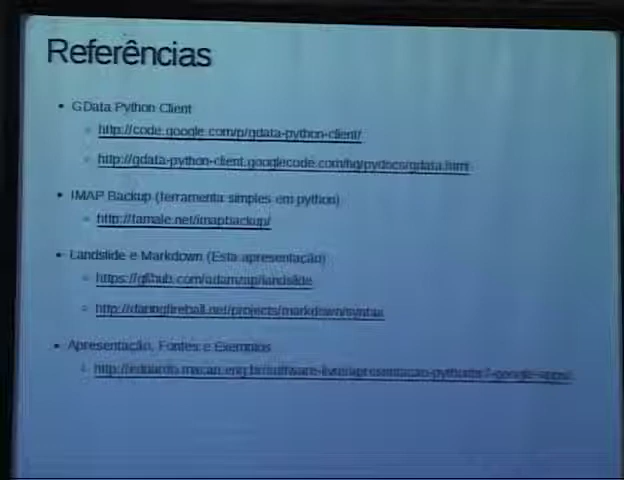 Referências
• GData Python Client
http://code.google.com/p/gdata-python-client/
http://gdata-python-client.googlecode.com/hg/pydocs/gdata.html
• IMAP Backup (ferramenta simples em python)
http://tamale.net/imapbackup/
• Landslide e Markdown (Esta apresentação)
https://github.com/adamzap/landslide
http://daringfireball.net/projects/markdown/syntax
• Apresentação, Fontes e Exemplos